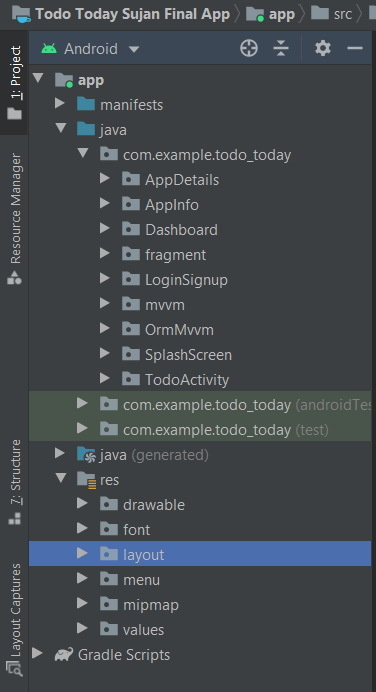 Todo Today Sujan Final App app src
Android
1: Project
Resource Manager
7: Structure
Layout Captures
app
manifests
java
com.example.todo_today
AppDetails
AppInfo
Dashboard
fragment
LoginSignup
mvvm
OrmMvvm
SplashScreen
TodoActivity
com.example.todo_today (androidTes
com.example.todo_today (test)
java (generated)
res
drawable
font
layout
menu
mipmap
values
Gradle Scripts